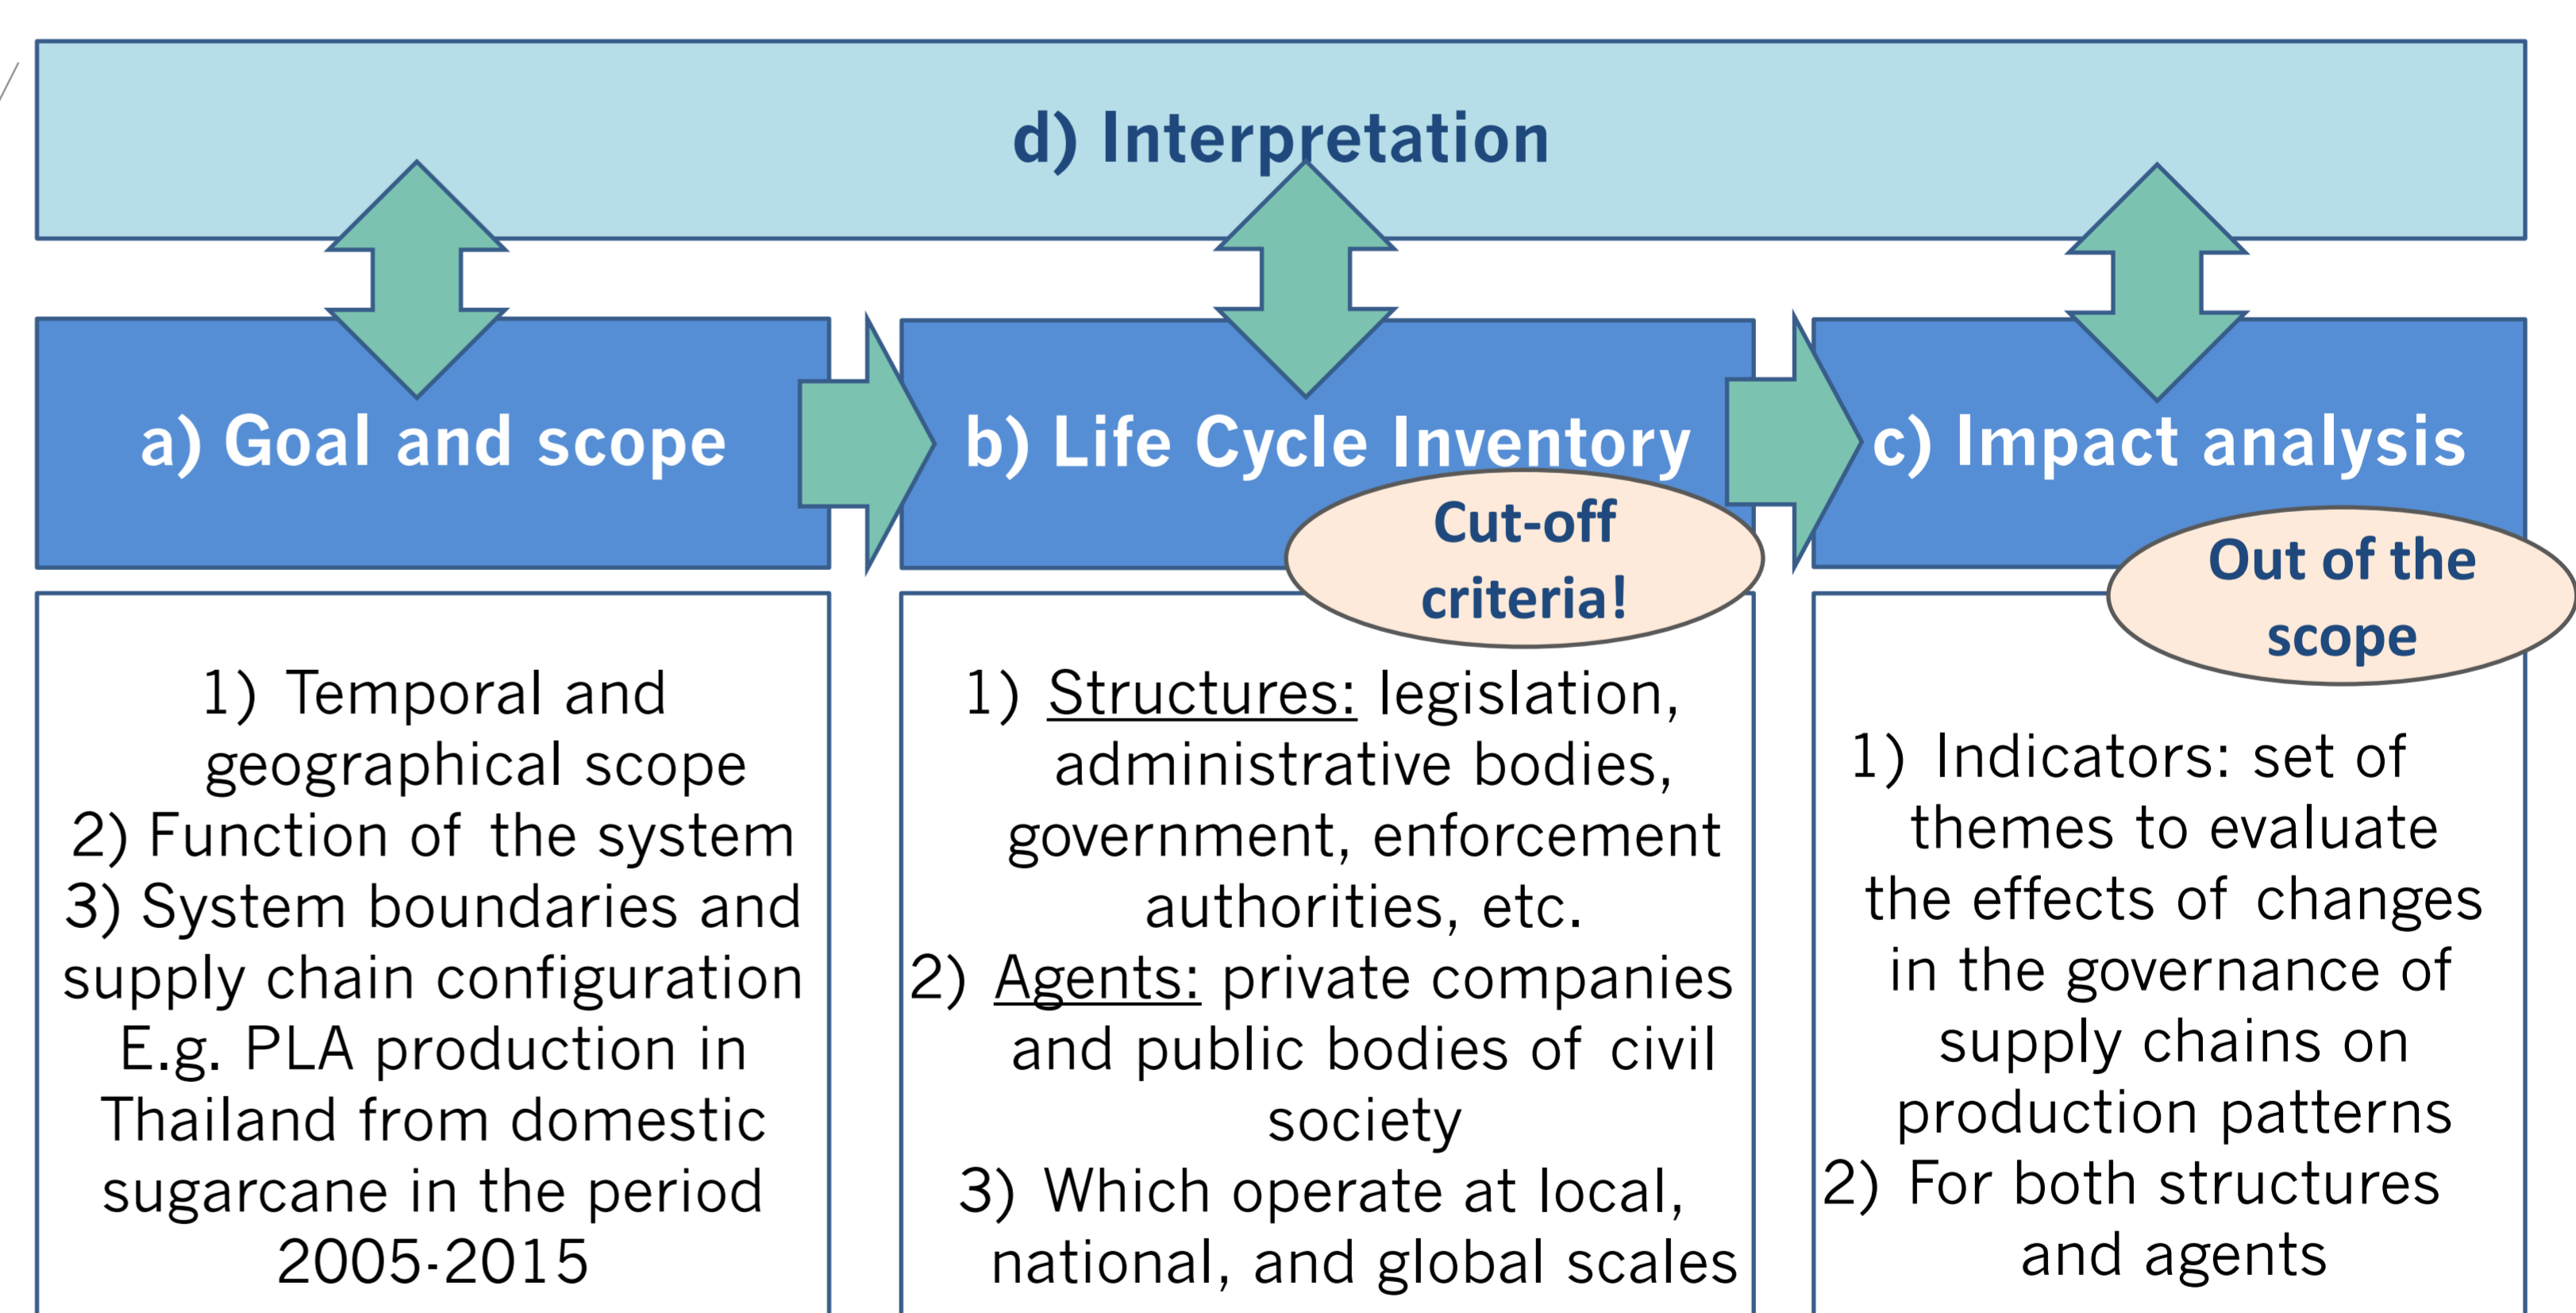 d) Interpretation
a) Goal and scope
b) Life Cycle Inventory
Cut-off
criteria!
c) Impact analysis
Out of the
scope
1) Temporal and
geographical scope
2) Function of the system
3) System boundaries and
supply chain configuration
E.g. PLA production in
Thailand from domestic
sugarcane in the period
2005-2015
1) Structures: legislation,
administrative bodies,
government, enforcement
authorities, etc.
2) Agents: private companies
and public bodies of civil
society
3) Which operate at local,
national, and global scales
1) Indicators: set of
themes to evaluate
the effects of changes
in the governance of
supply chains on
production patterns
2) For both structures
and agents